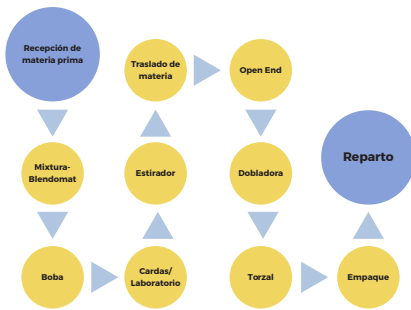 Recepción de
materia prima
Mixtura-
Blendomat
Boba
Cardas/
Laboratorio
Estirador
Traslado de
materia
Open End
Dobladora
Torzal
Empaque
Reparto